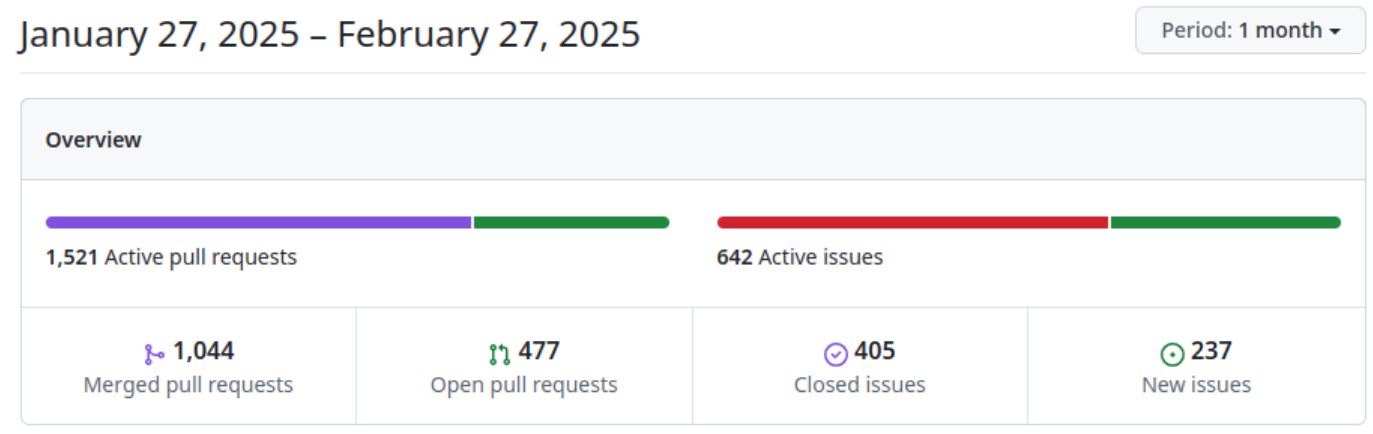 January 27, 2025 – February 27, 2025
Period: 1 month
Overview
1,521 Active pull requests
642 Active issues
1,044
Merged pull requests
477
Open pull requests
405
Closed issues
237
New issues